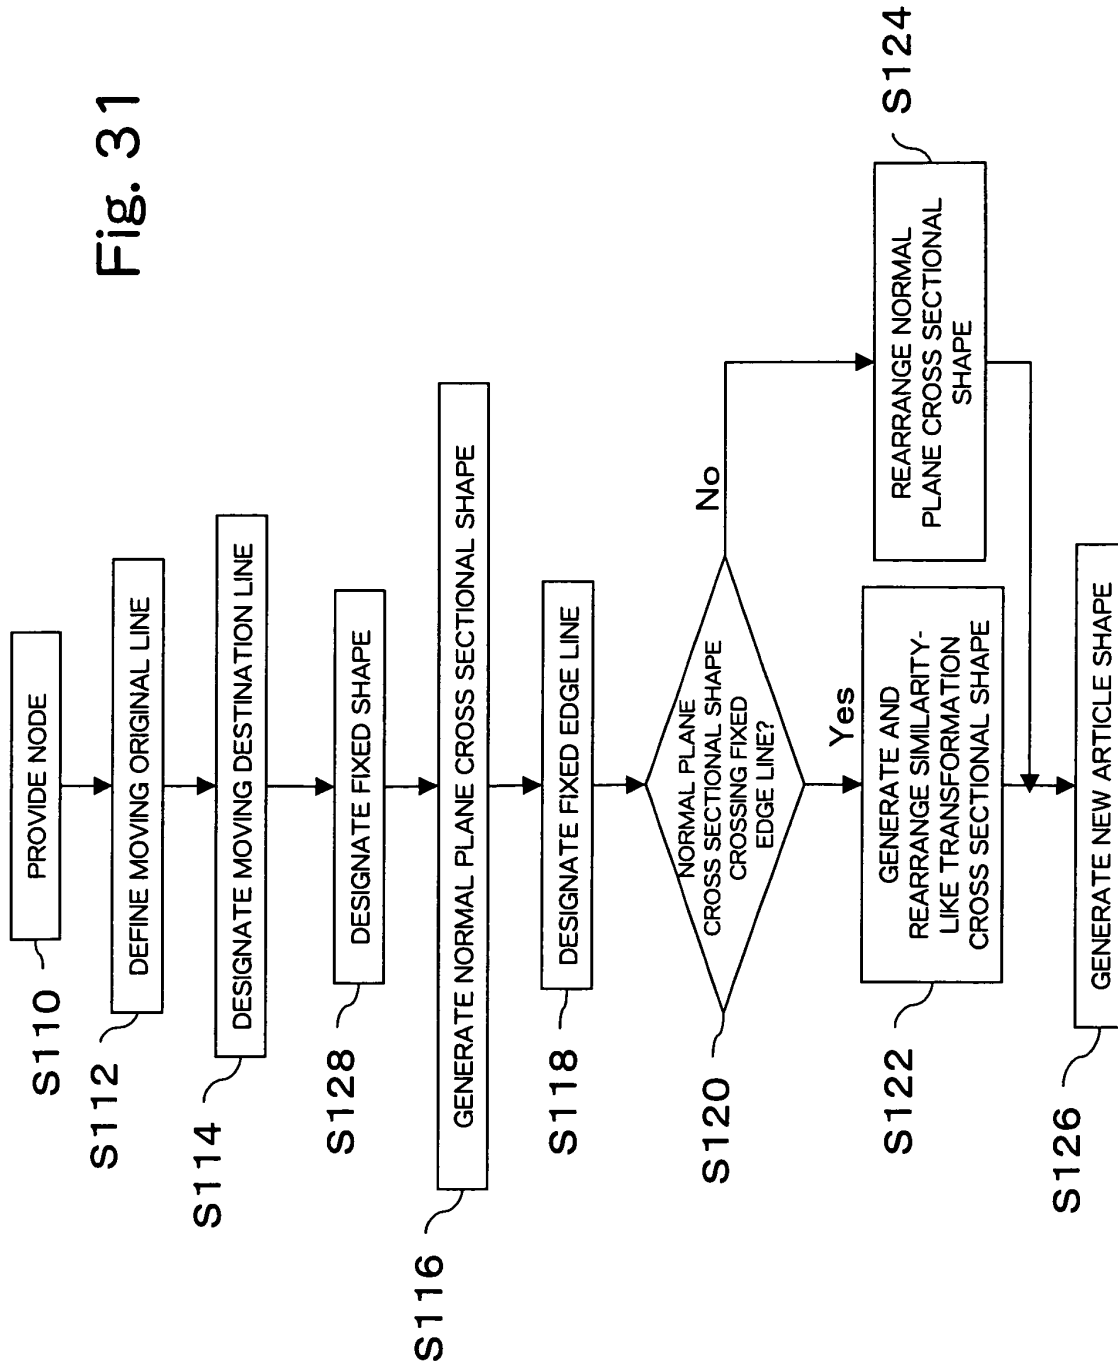 Fig. 31
S110
PROVIDE NODE
S112
DEFINE MOVING ORIGINAL LINE
S114
DESIGNATE MOVING DESTINATION LINE
S128
DESIGNATE FIXED SHAPE
S116
GENERATE NORMAL PLANE CROSS SECTIONAL SHAPE
S118
DESIGNATE FIXED EDGE LINE
S120
NORMAL PLANE
CROSS SECTIONAL SHAPE
CROSSING FIXED
EDGE LINE?
No
Yes
S122
GENERATE AND
REARRANGE SIMILARITY-
LIKE TRANSFORMATION
CROSS SECTIONAL SHAPE
S124
REARRANGE NORMAL
PLANE CROSS SECTIONAL
SHAPE
S126
GENERATE NEW ARTICLE SHAPE